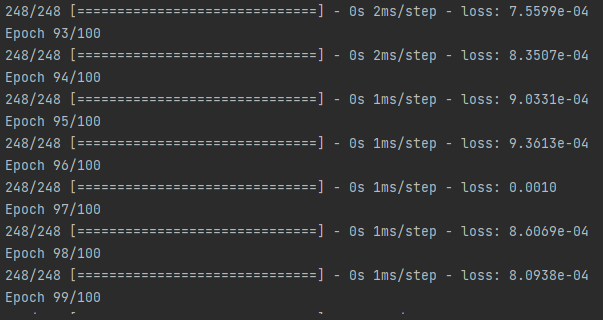 248/248 [==============================] - 0s 2ms/step - loss: 7.5599e-04
Epoch 93/100
248/248 [==============================] - 0s 2ms/step - loss: 8.3507e-04
Epoch 94/100
248/248 [==============================] - 0s 1ms/step - loss: 9.0331e-04
Epoch 95/100
248/248 [==============================] - 0s 1ms/step - loss: 9.3613e-04
Epoch 96/100
248/248 [==============================] - 0s 1ms/step - loss: 0.0010
Epoch 97/100
248/248 [==============================] - 0s 1ms/step - loss: 8.6069e-04
Epoch 98/100
248/248 [==============================] - 0s 1ms/step - loss: 8.0938e-04
Epoch 99/100